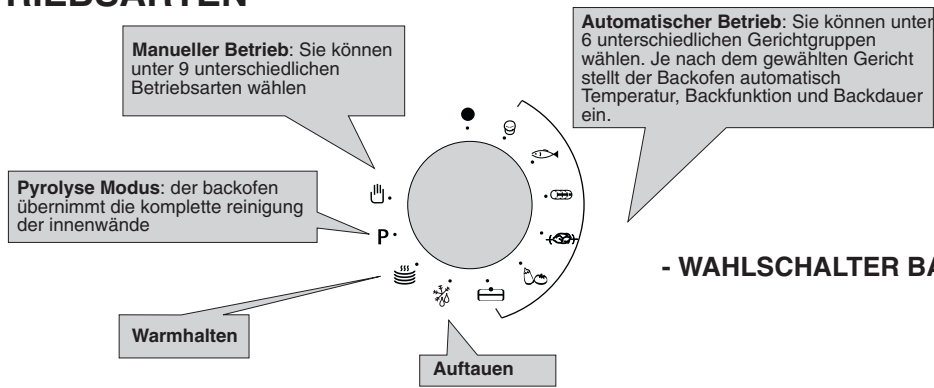 RIEBSARTEN
Manueller Betrieb: Sie können
unter 9 unterschiedlichen
Betriebsarten wählen
Automatischer Betrieb: Sie können unter
6 unterschiedlichen Gerichtgruppen
wählen. Je nach dem gewählten Gericht
stellt der Backofen automatisch
Temperatur, Backfunktion und Backdauer
ein.
Pyrolyse Modus: der backofen
übernimmt die komplette reinigung
der innenwände
P
- WAHLSCHALTER BA
Warmhalten
Auftauen